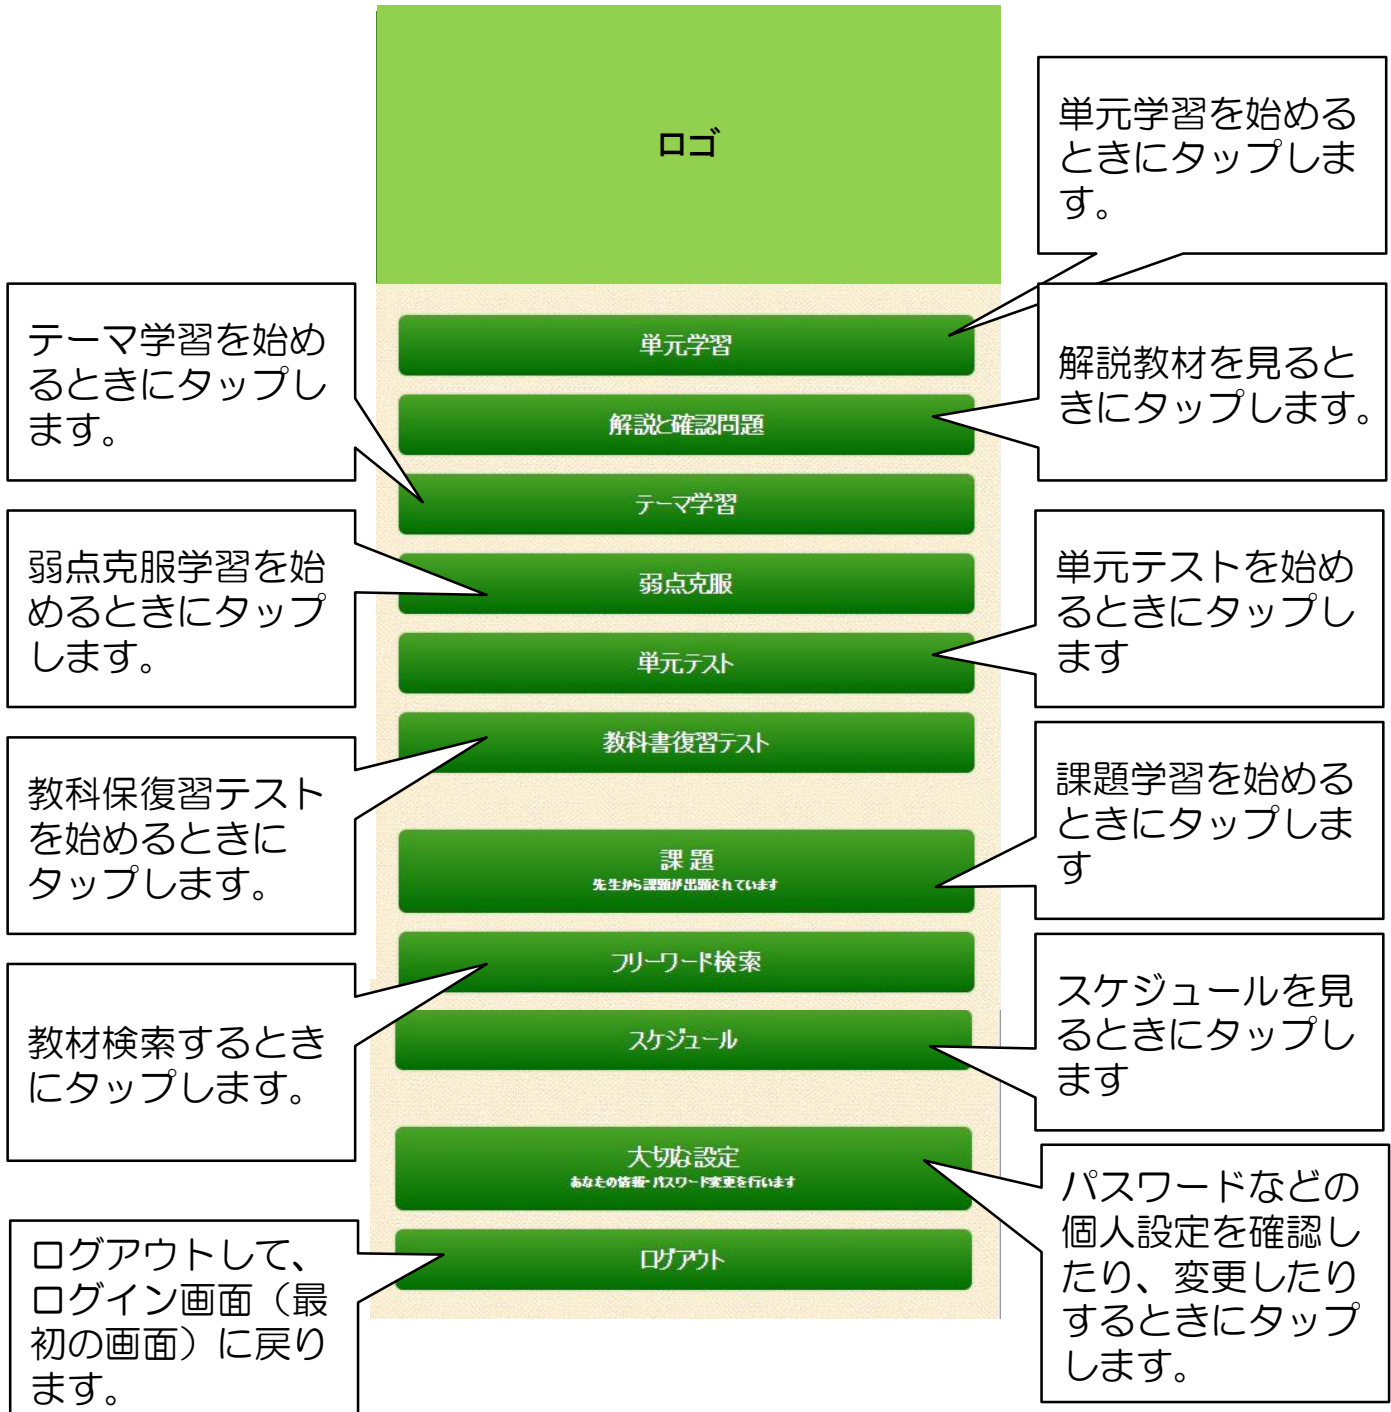 ロゴ
単元学習を始める
ときにタップしま
す。
テーマ学習を始め
るときにタップし
ます。
単元学習
解説教材を見ると
きにタップします。
解説と確認問題
テーマ学習
弱点克服学習を始
めるときにタップ
します。
弱点克服
単元テストを始め
るときにタップし
ます
単元テスト
教科書復習テスト
教科保復習テスト
を始めるときに
タップします。
課題学習を始める
ときにタップしま
す
課 題
先生から課題が出題されています
フリーワード検索
教材検索するとき
にタップします。
スケジュールを見
るときにタップし
ます
スケジュール
大切な設定
あなたの情報・パスワード変更を行います
パスワードなどの
個人設定を確認し
たり、変更したり
するときにタップ
します。
ログアウト
ログアウトして、
ログイン画面（最
初の画面）に戻り
ます。